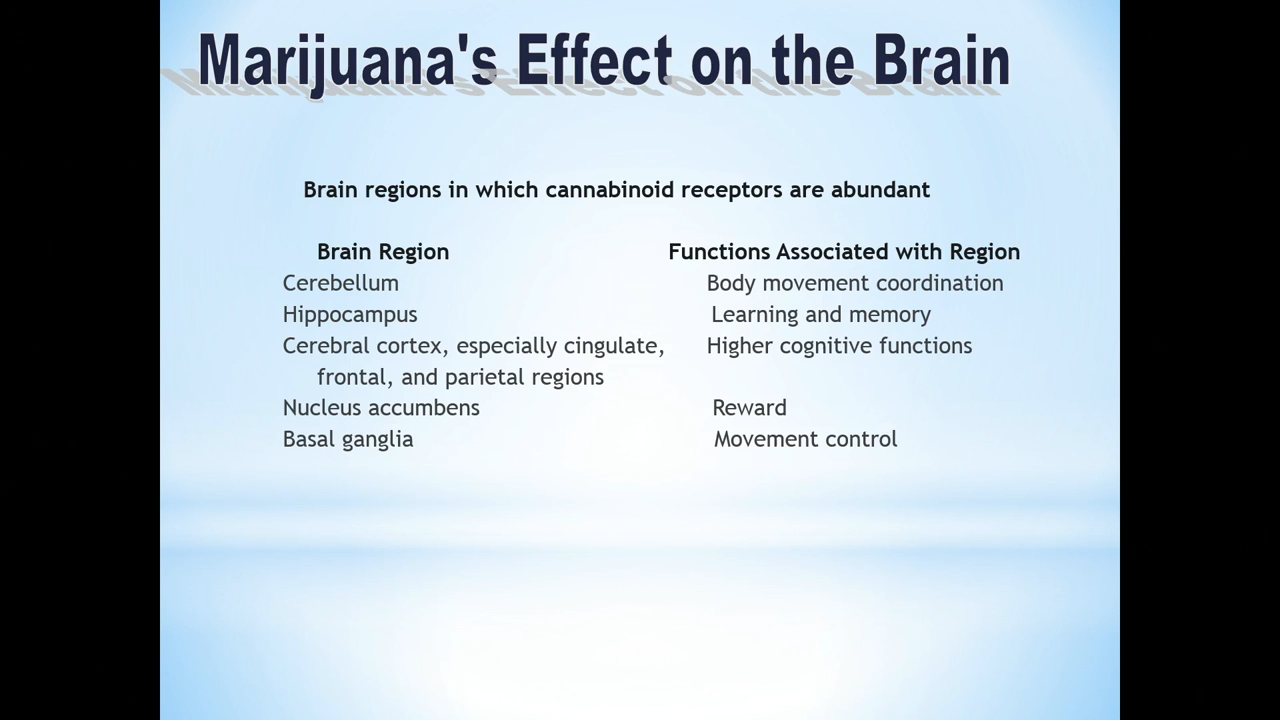 Marijuana's Effect on the Brain
Brain regions in which cannabinoid receptors are abundant
Brain Region Functions Associated with Region
Cerebellum Body movement coordination
Hippocampus Learning and memory
Cerebral cortex, especially cingulate, Higher cognitive functions
frontal, and parietal regions
Nucleus accumbens Reward
Basal ganglia Movement control